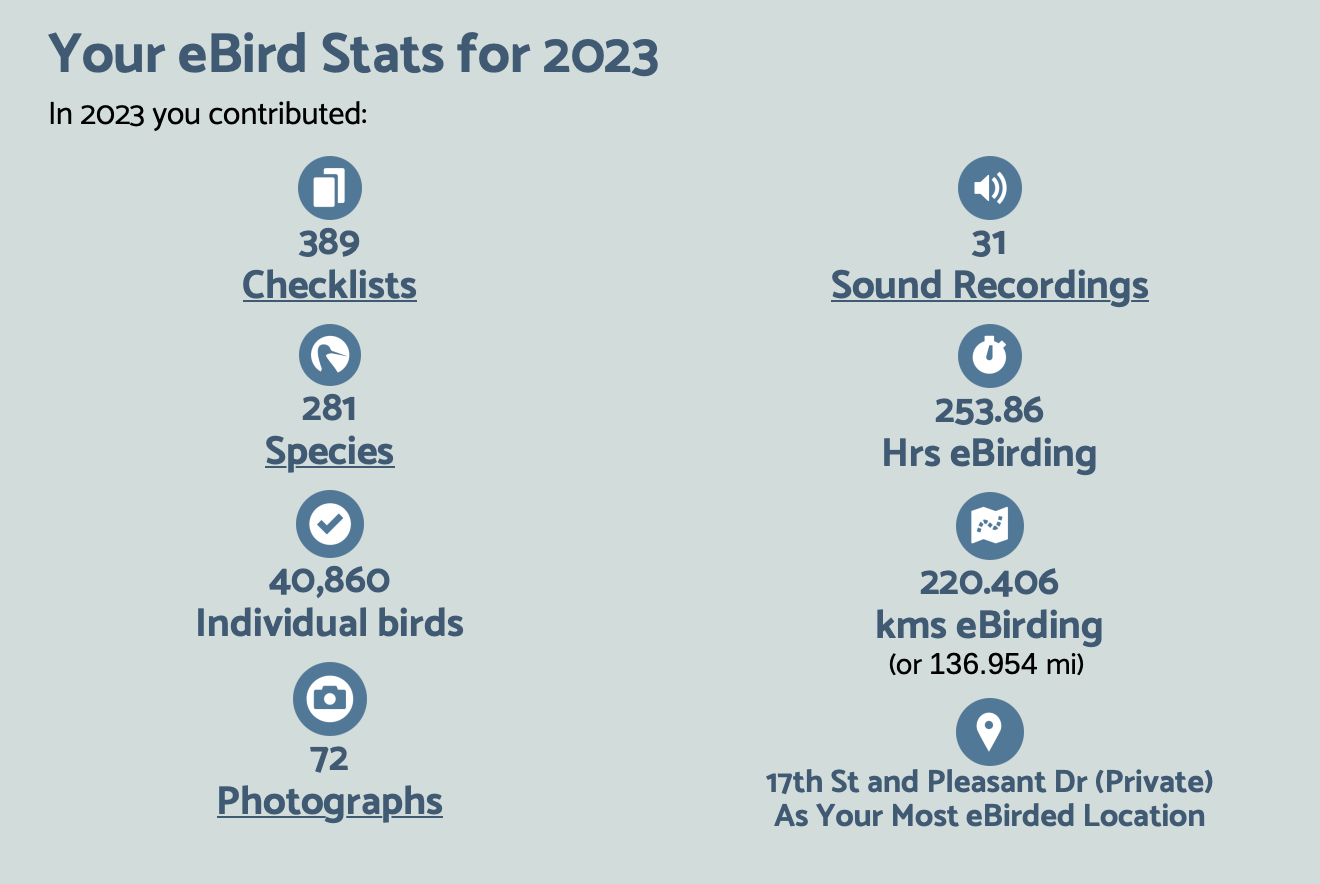 Your eBird Stats for 2023
In 2023 you contributed:
389
Checklists
281
Species
40,860
Individual birds
72
Photographs
31
Sound Recordings
253.86
Hrs eBirding
220.406
kms eBirding
(or 136.954 mi)
17th St and Pleasant Dr (Private)
As Your Most eBirded Location